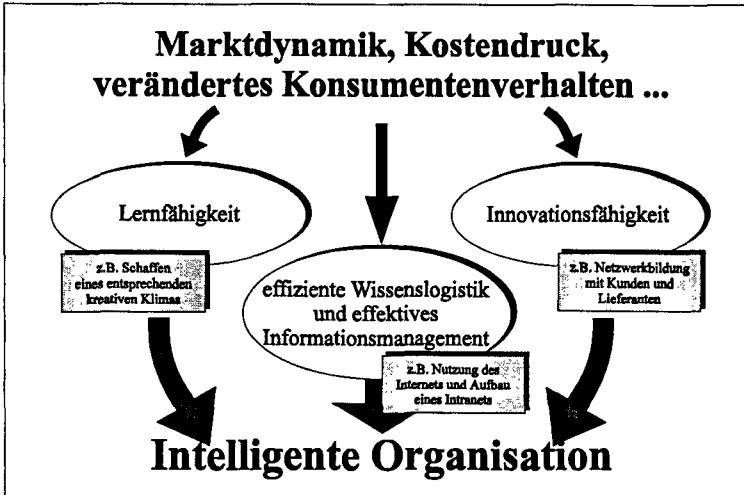 Marktdynamik, Kostendruck,
verändertes Konsumentenverhalten ...
Lernfähigkeit
Innovationsfähigkeit
z.B. Schaffen
eines entsprechenden
kreativen Klimas
z.B. Netzwerkbildung
mit Kunden und
Lieferanten
effiziente Wissenslogistik
und effektives
Informationsmanagement
z.B. Nutzung des
Internets und Aufbau
eines Intranets
Intelligente Organisation